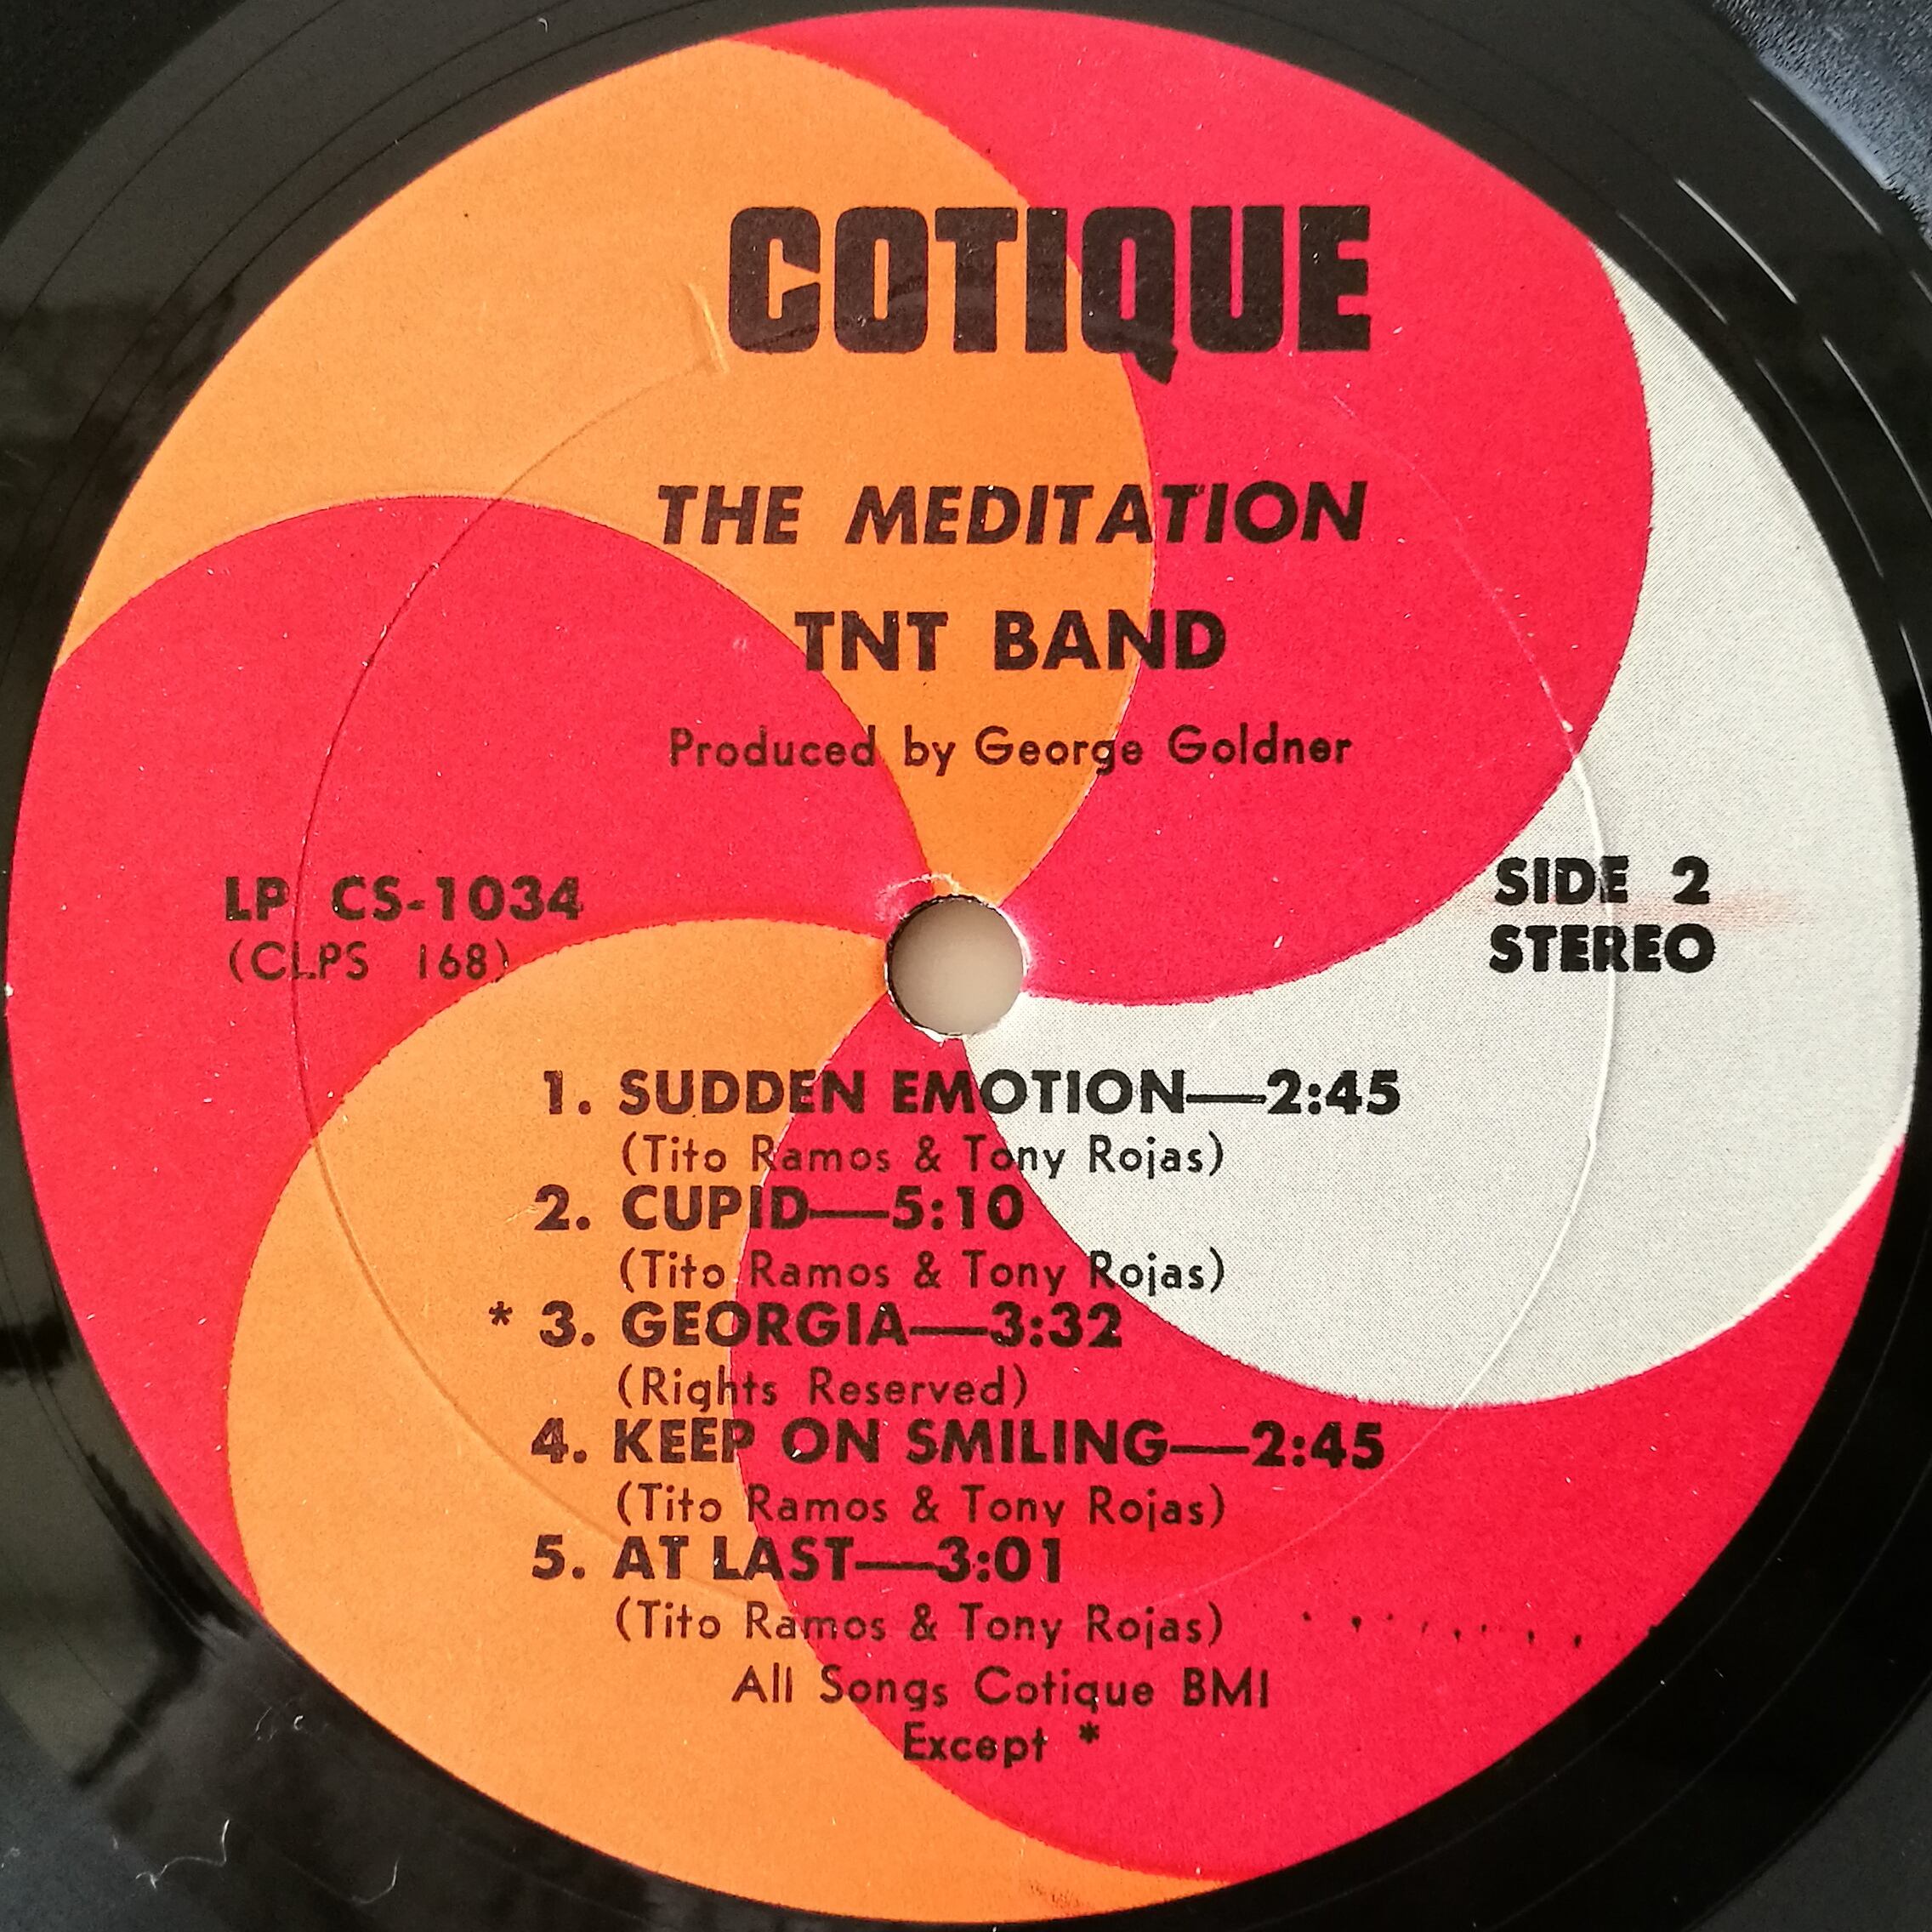 COTIQUE
THE MEDITATION
TNT BAND
Produced by George Goldner
LP CS-1034
(CLPS 168)
SIDE 2
STEREO
1. SUDDEN EMOTION—2:45
(Tito Ramos & Tony Rojas)
2. CUPID—5:10
(Tito Ramos & Tony Rojas)
* 3. GEORGIA—3:32
(Rights Reserved)
4. KEEP ON SMILING—2:45
(Tito Ramos & Tony Rojas)
5. AT LAST—3:01
(Tito Ramos & Tony Rojas)
All Songs Cotique BMI
Except *